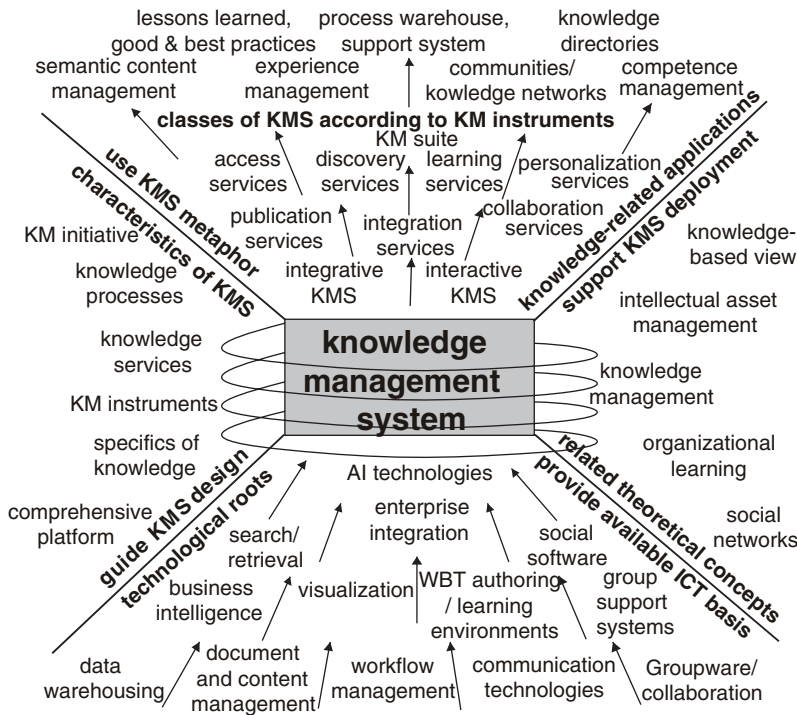 lessons learned,
good & best practices
process warehouse,
support system
knowledge
directories
semantic content
management
experience
management
communities/
kowledge networks
competence
management
classes of KMS according to KM instruments
KM suite
access
services
discovery
services
learning
services
personalization
services
publication
services
integration
services
collaboration
services
integrative
KMS
interactive
KMS
use KMS metaphor
characteristics of KMS
knowledge-related applications
support KMS deployment
KM initiative
knowledge
processes
knowledge
services
KM instruments
specifics of
knowledge
comprehensive
platform
knowledge
management
system
knowledge-
based view
intellectual asset
management
knowledge
management
organizational
learning
social
networks
guide KMS design
technological roots
related theoretical concepts
provide available ICT basis
AI technologies
enterprise
integration
search/
retrieval
social
software
business
intelligence
visualization
WBT authoring
/ learning
environments
group
support
systems
data
warehousing
document
and content
management
workflow
management
communication
technologies
Groupware/
collaboration